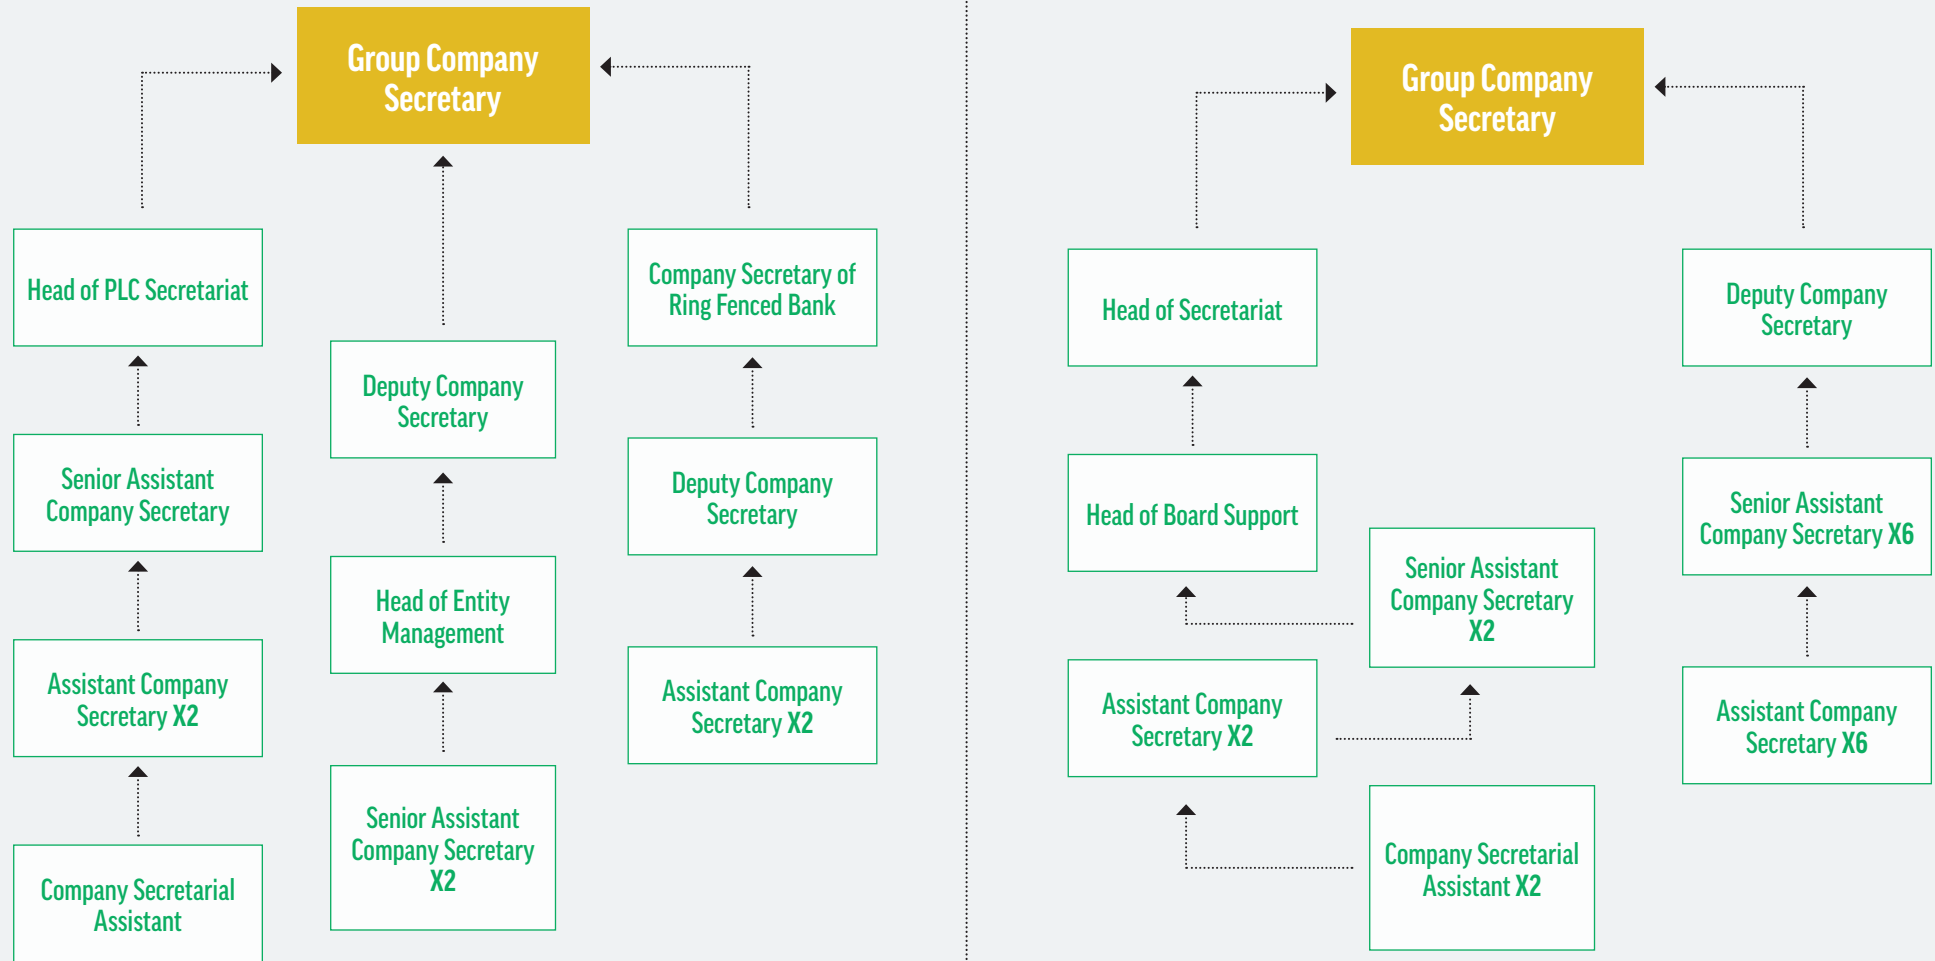 Group Company
Secretary
Head of PLC Secretariat
Senior Assistant
Company Secretary
Assistant Company
Secretary X2
Company Secretarial
Assistant
Deputy Company
Secretary
Head of Entity
Management
Senior Assistant
Company Secretary
X2
Company Secretary of
Ring Fenced Bank
Deputy Company
Secretary
Assistant Company
Secretary X2
Group Company
Secretary
Head of Secretariat
Head of Board Support
Senior Assistant
Company Secretary
X2
Assistant Company
Secretary X2
Company Secretarial
Assistant X2
Deputy Company
Secretary
Senior Assistant
Company Secretary X6
Assistant Company
Secretary X6